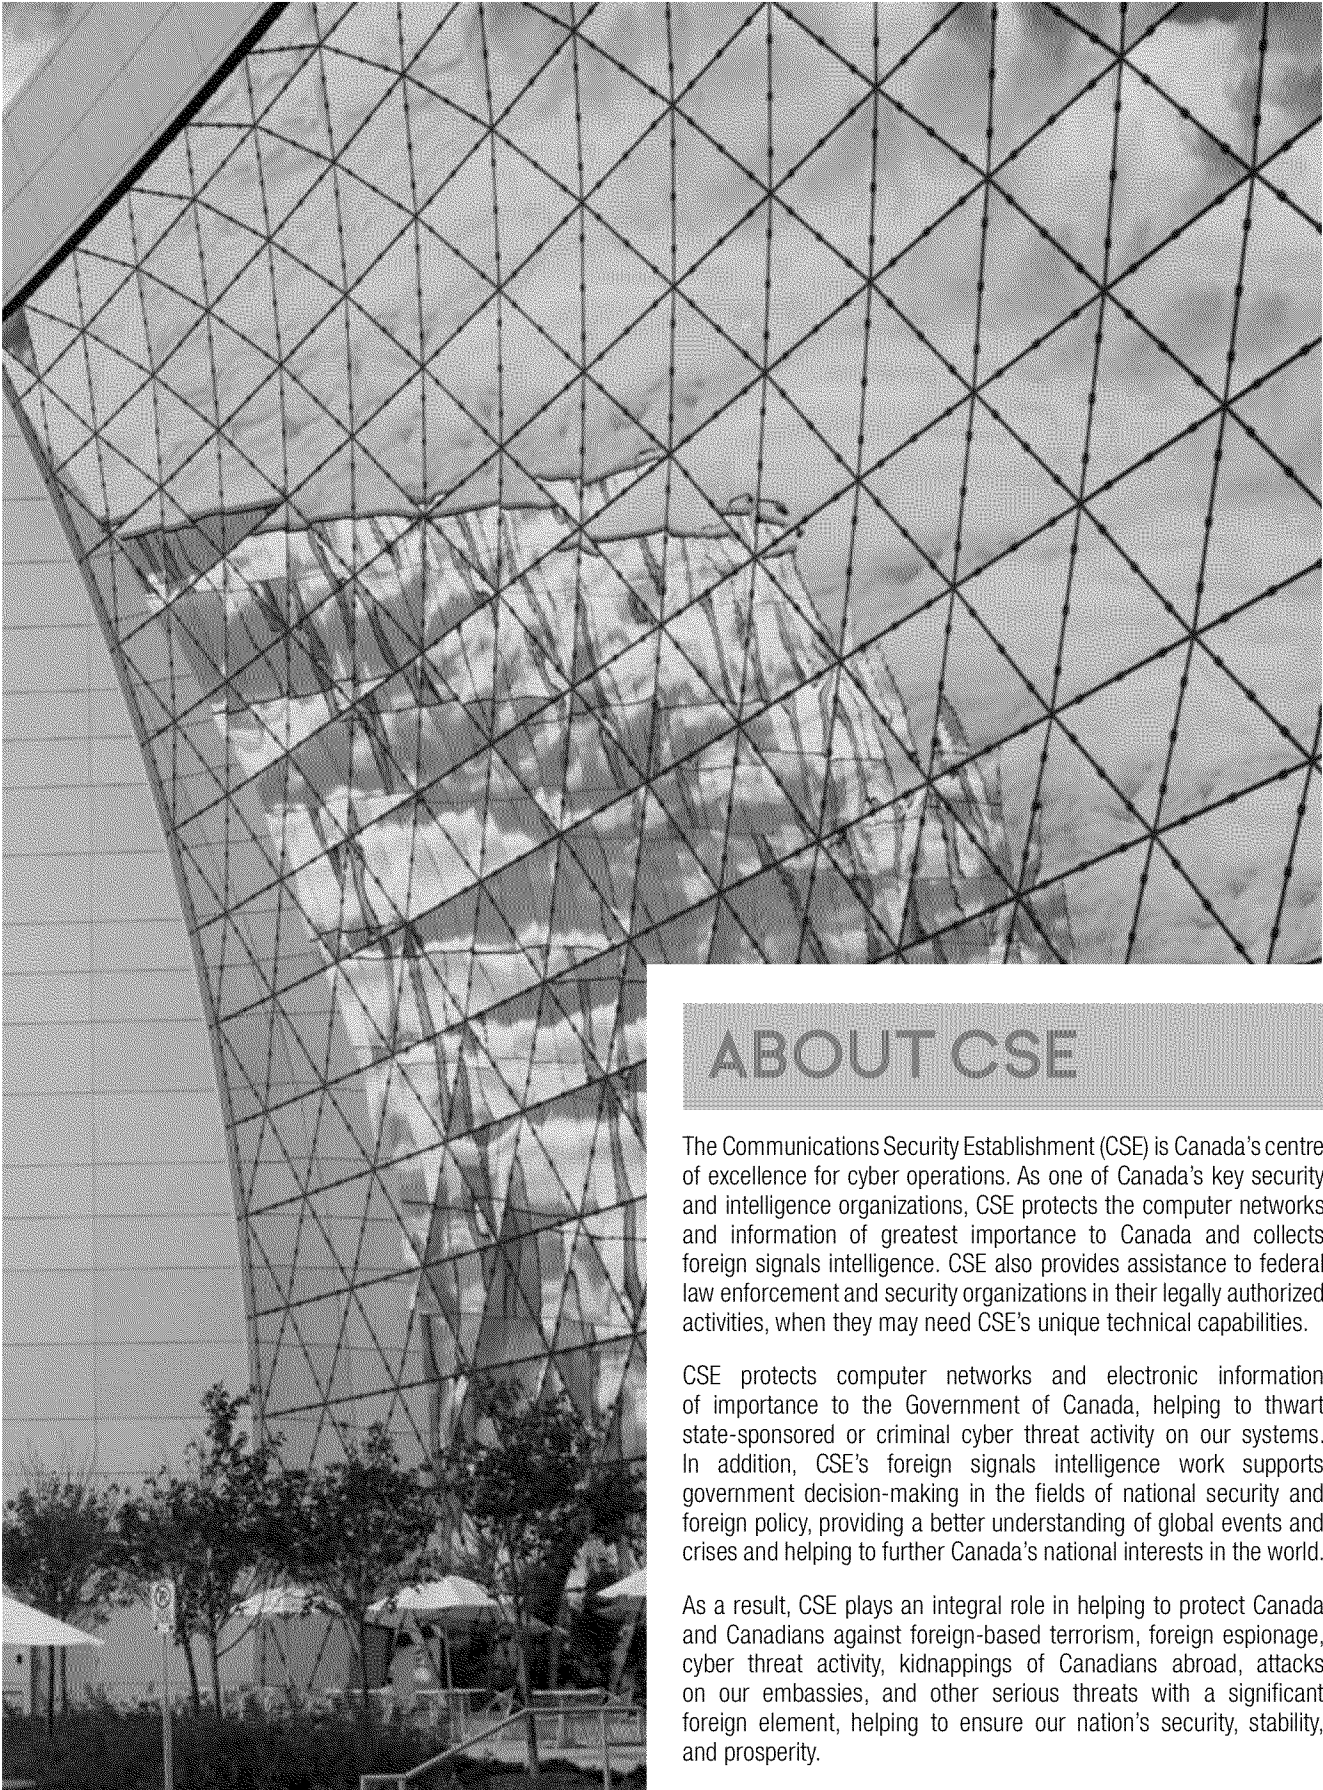 ABOUT CSE
The Communications Security Establishment (CSE) is Canada's centre
of excellence for cyber operations. As one of Canada's key security
and intelligence organizations, CSE protects the computer networks
and information of greatest importance to Canada and collects
foreign signals intelligence. CSE also provides assistance to federal
law enforcement and security organizations in their legally authorized
activities, when they may need CSE's unique technical capabilities.
CSE protects computer networks and electronic information
of importance to the Government of Canada, helping to thwart
state-sponsored or criminal cyber threat activity on our systems.
In addition, CSE's foreign signals intelligence work supports
government decision-making in the fields of national security and
foreign policy, providing a better understanding of global events and
crises and helping to further Canada's national interests in the world.
As a result, CSE plays an integral role in helping to protect Canada
and Canadians against foreign-based terrorism, foreign espionage,
cyber threat activity, kidnappings of Canadians abroad, attacks
on our embassies, and other serious threats with a significant
foreign element, helping to ensure our nation's security, stability,
and prosperity.